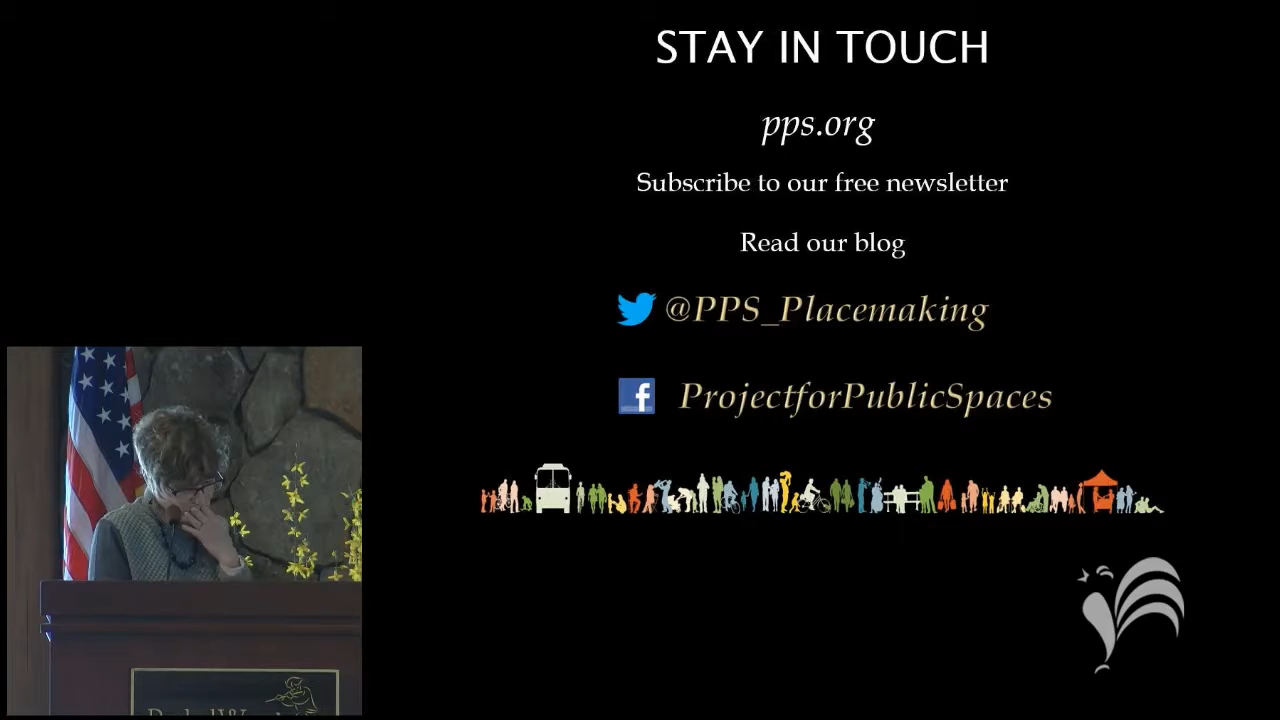 STAY IN TOUCH
pps.org
Subscribe to our free newsletter
Read our blog
@PPS_Placemaking
ProjectforPublicSpaces